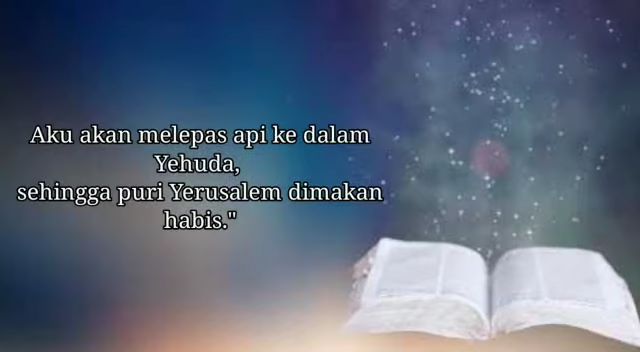 Aku akan melepas api ke dalam
Yehuda,
sehingga puri Yerusalem dimakan
habis."